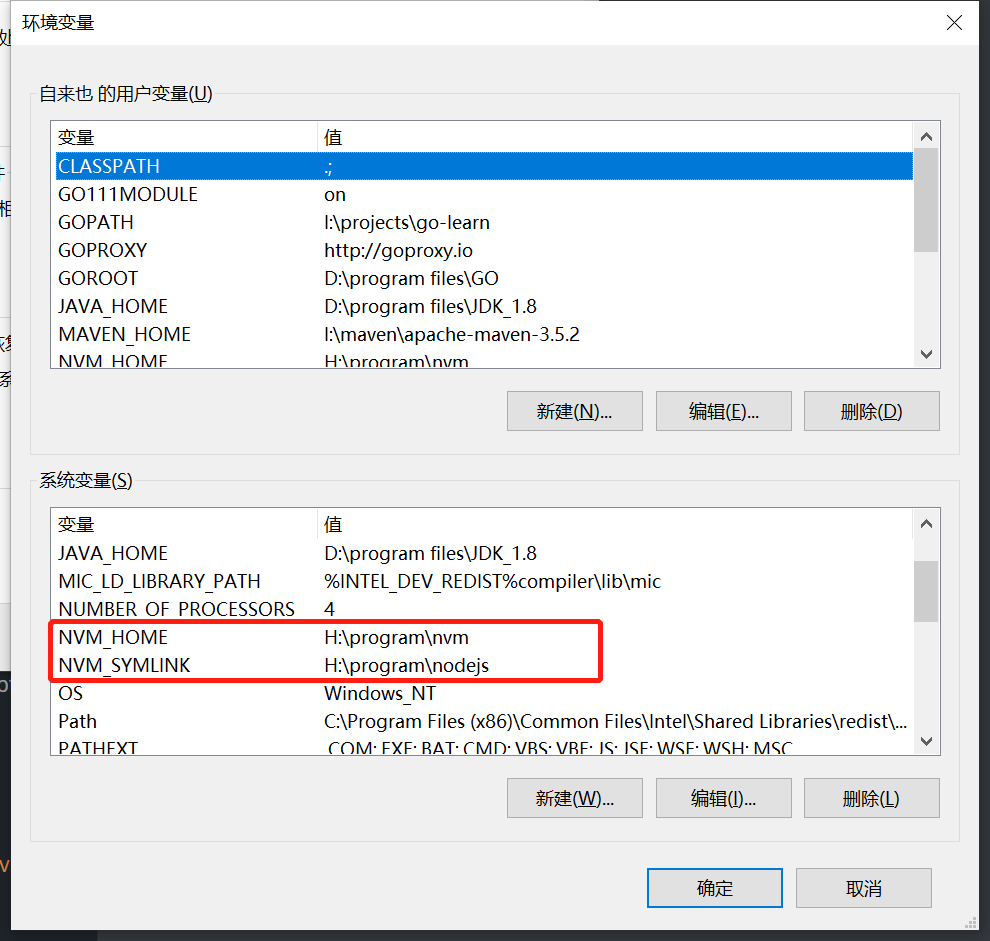 环境变量
自来也 的用户变量(U)
变量 值
CLASSPATH .;
GO111MODULE on
GOPATH I:\projects\go-learn
GOPROXY http://goproxy.io
GOROOT D:\program files\GO
JAVA_HOME D:\program files\JDK_1.8
MAVEN_HOME I:\maven\apache-maven-3.5.2
NVM_HOME H:\program\nvm
新建(N)... 编辑(E)... 删除(D)
系统变量(S)
变量 值
JAVA_HOME D:\program files\JDK_1.8
MIC_LD_LIBRARY_PATH %INTEL_DEV_REDIST%compiler\lib\mic
NUMBER_OF_PROCESSORS 4
NVM_HOME H:\program\nvm
NVM_SYMLINK H:\program\nodejs
OS Windows_NT
Path C:\Program Files (x86)\Common Files\Intel\Shared Libraries\redist\...
PATHEXT .COM;.EXE;.BAT;.CMD;.VBS;.VBE;.JS;.JSE;.WSF;.WSH;.MSC
新建(W)... 编辑(I)... 删除(L)
确定 取消